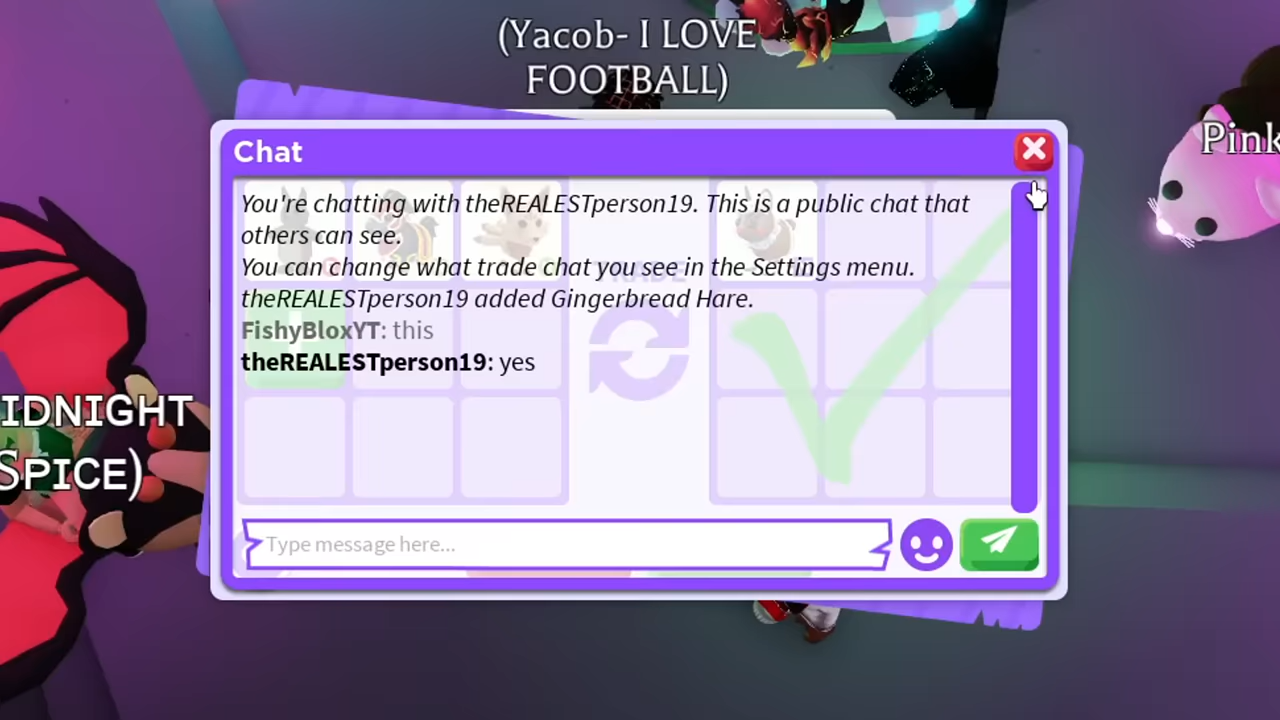 (Yacob- I LOVE
FOOTBALL)
Pink
Chat
You're chatting with theREALESTperson19. This is a public chat that
others can see.
You can change what trade chat you see in the Settings menu.
TRADE
theREALESTperson19 added Gingerbread Hare.
FishyBloxYT: this
theREALESTperson19: yes
IDNIGHT
SPICE)
Type message here...